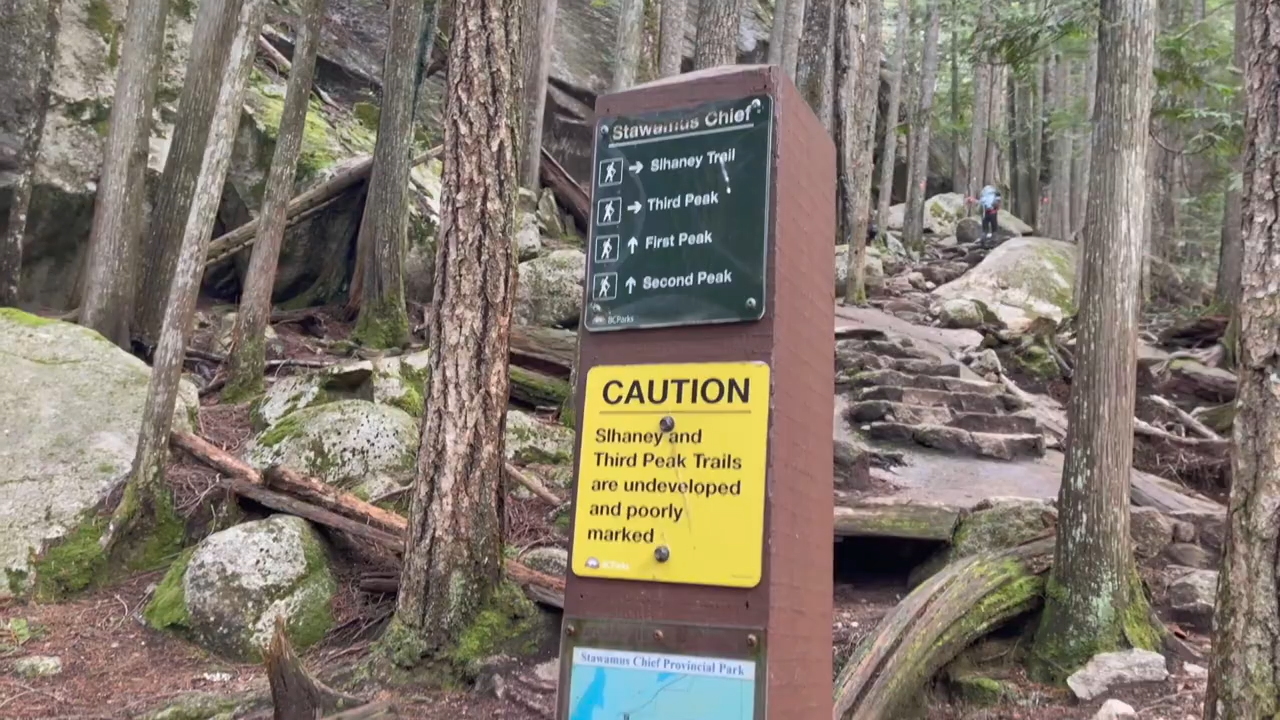 Stawamus Chief
→ Slhaney Trail
→ Third Peak
↑ First Peak
↑ Second Peak
BCParks
CAUTION
Slhaney and
Third Peak Trails
are undeveloped
and poorly
marked
BCParks
Stawamus Chief Provincial Park